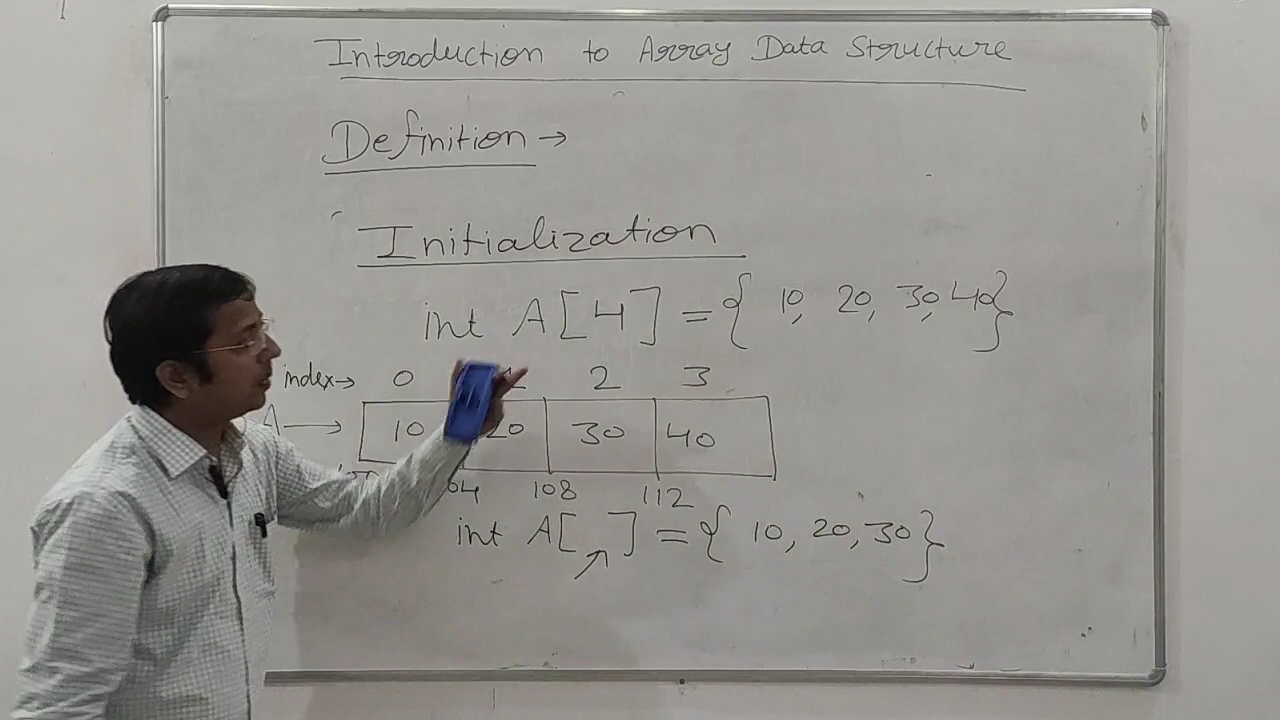 Introduction to Array Data Structure
Definition →
Initialization
int A[4] = { 10, 20, 30, 40}
index→ 0 2 3
A → 10 20 30 40
108 112
int A[ ] = { 10, 20, 30 }